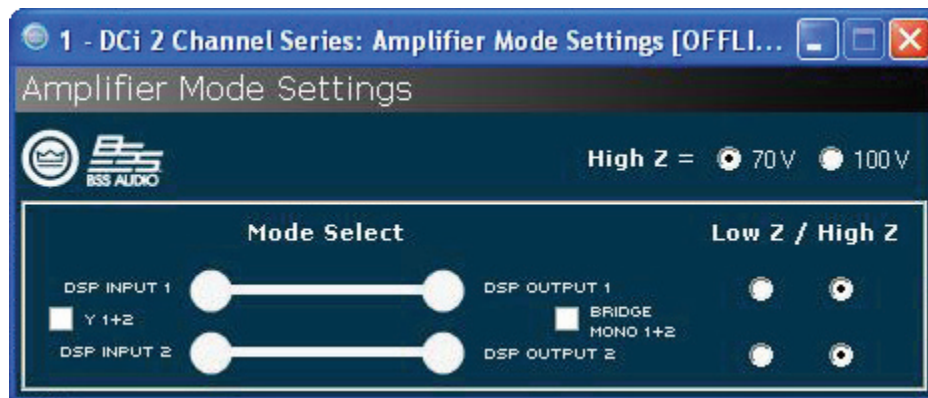 1 - DCi 2 Channel Series: Amplifier Mode Settings [OFFLI...
Amplifier Mode Settings
BSS AUDIO
High Z = 70V 100V
Mode Select Low Z / High Z
DSP INPUT 1 DSP OUTPUT 1
Y 1+2 BRIDGE
MONO 1+2
DSP INPUT 2 DSP OUTPUT 2